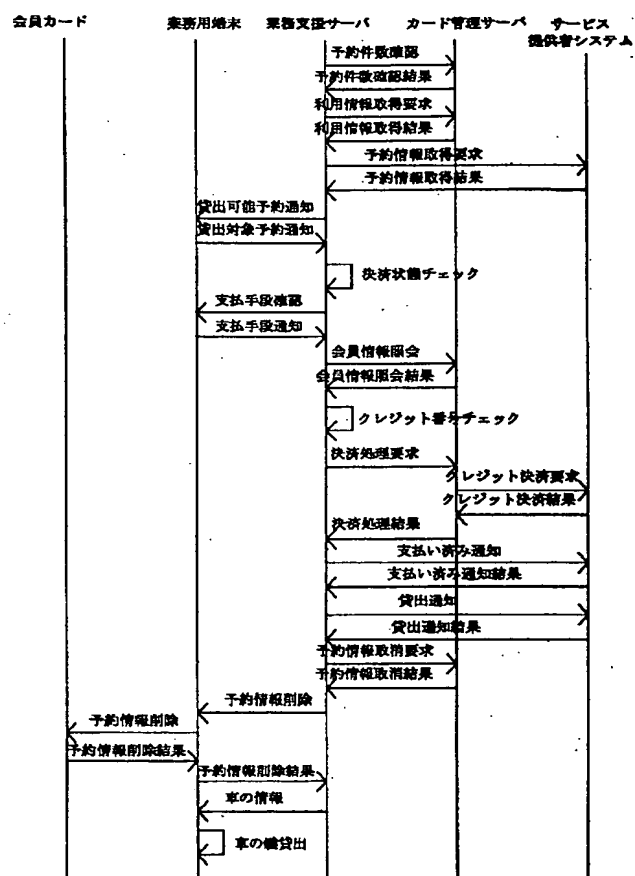 会員カード
業務用端末
業務支援サーバ
カード管理サーバ
サービス
提供者システム
予約件数確認
予約件数確認結果
利用情報取得要求
利用情報取得結果
予約情報取得要求
予約情報取得結果
貸出可能予約通知
貸出対象予約通知
決済状態チェック
支払手段確認
支払手段通知
会員情報照会
会員情報照会結果
クレジット番号チェック
決済処理要求
クレジット決済要求
クレジット決済結果
決済処理結果
支払い済み通知
支払い済み通知結果
貸出通知
貸出通知結果
予約情報取消要求
予約情報取消結果
予約情報削除
予約情報削除
予約情報削除結果
予約情報削除結果
車の情報
車の鍵貸出